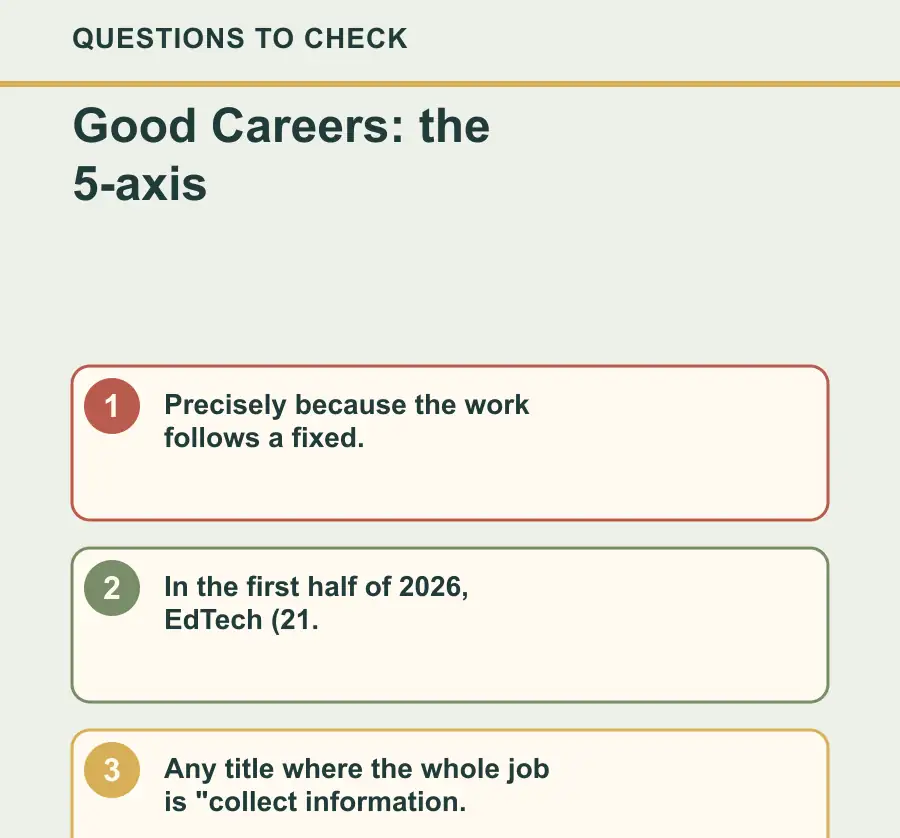 QUESTIONS TO CHECK
Good Careers: the
5-axis
1
Precisely because the work
follows a fixed.
2
In the first half of 2026,
EdTech (21.
3
Any title where the whole job
is "collect information.